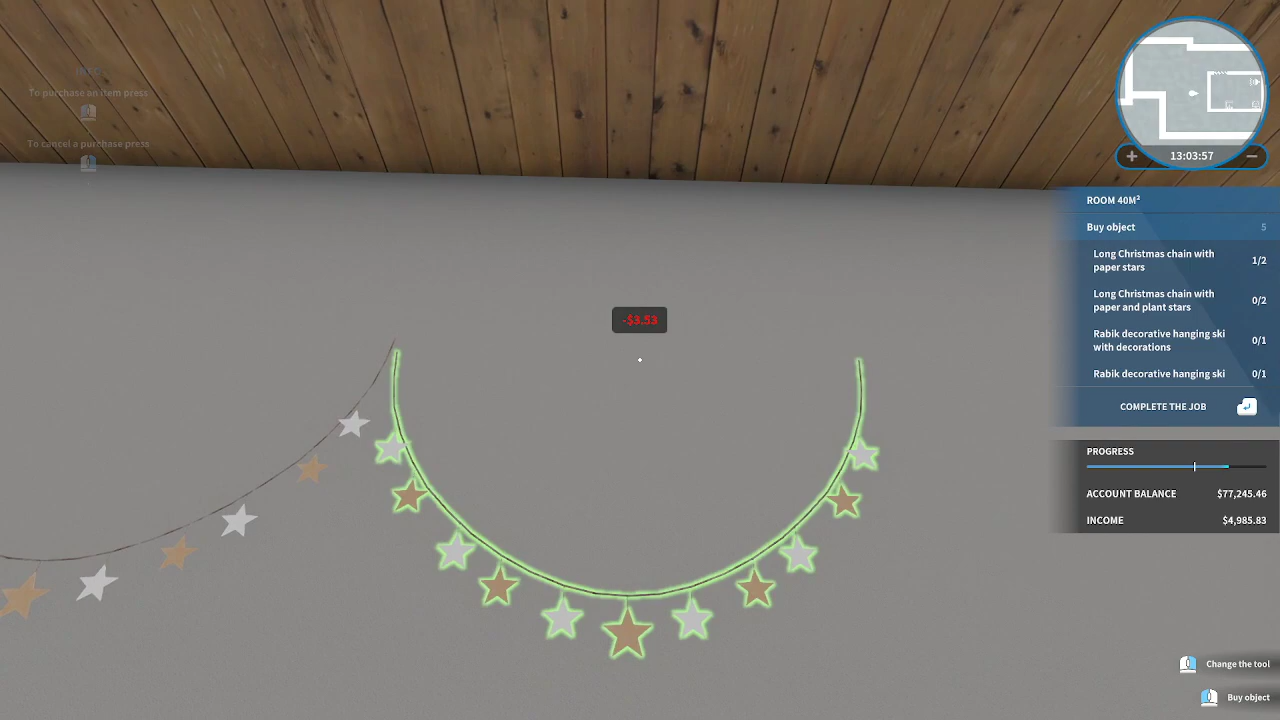 To purchase an item press
To cancel a purchase press
-$3.53
+ 13:03:57 −
ROOM 40M²
Buy object 5
Long Christmas chain with
paper stars 1/2
Long Christmas chain with
paper and plant stars 0/2
Rabik decorative hanging ski
with decorations 0/1
Rabik decorative hanging ski 0/1
COMPLETE THE JOB
PROGRESS
ACCOUNT BALANCE $77,245.46
INCOME $4,985.83
Change the tool
Buy object